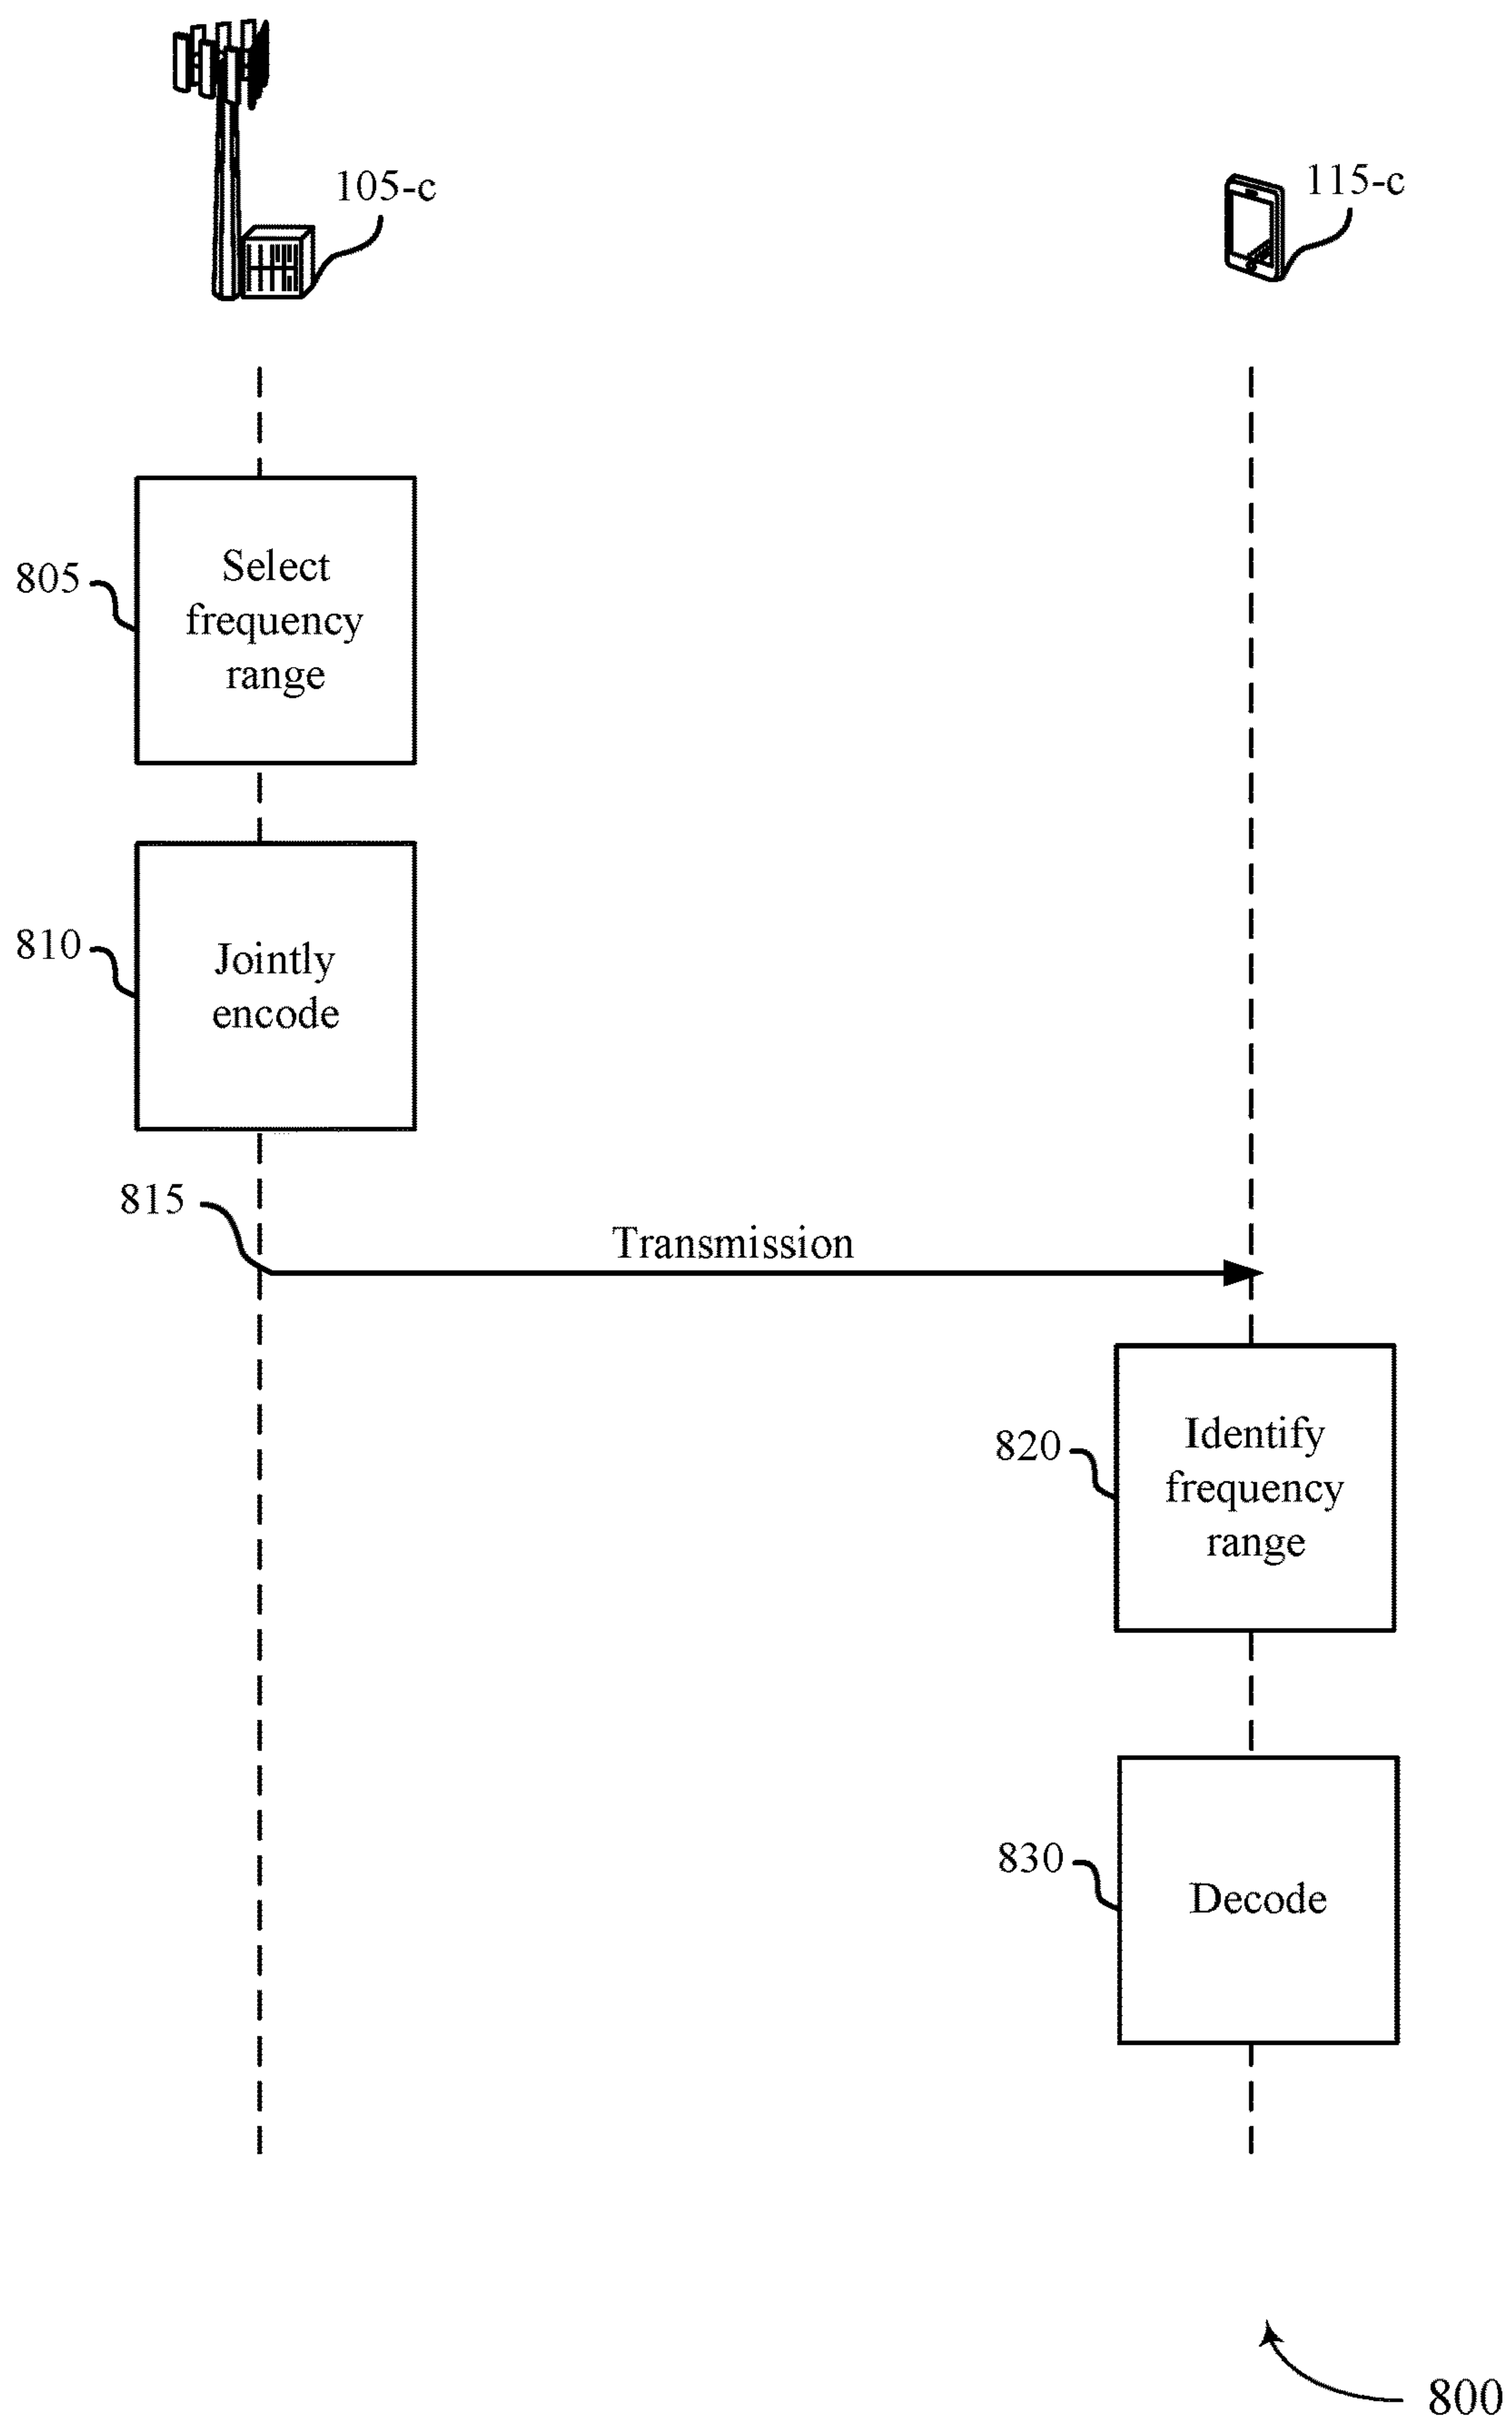 105-c
115-c
805
Select
frequency
range
810
Jointly
encode
815
Transmission
820
Identify
frequency
range
830
Decode
800